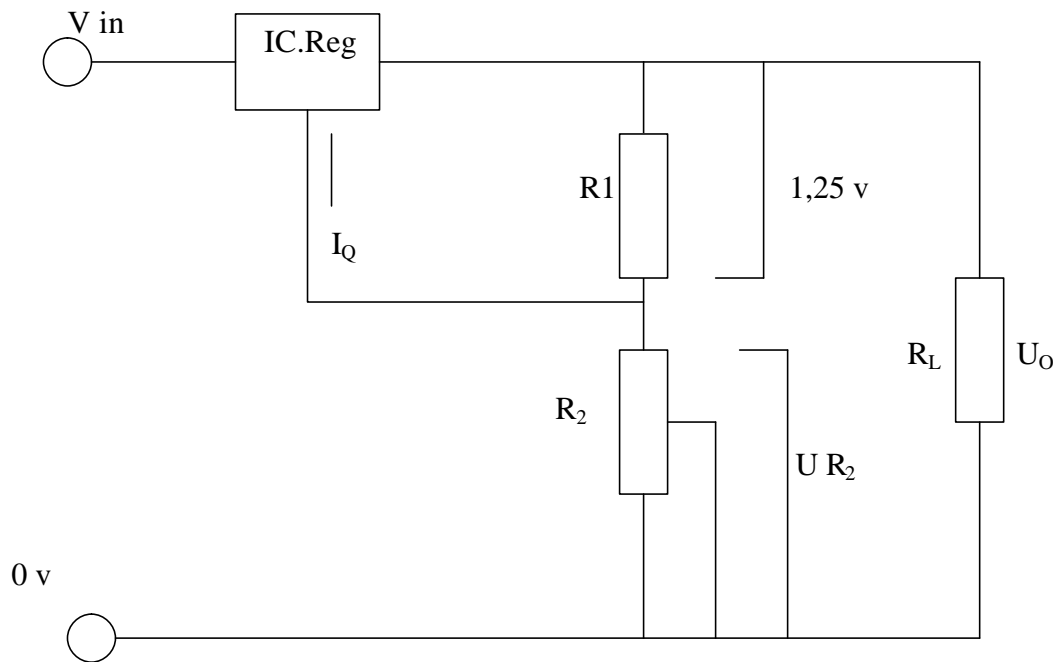 V in
IC.Reg
R1
1,25 v
I_Q
R_L
U_O
R_2
U R_2
0 v